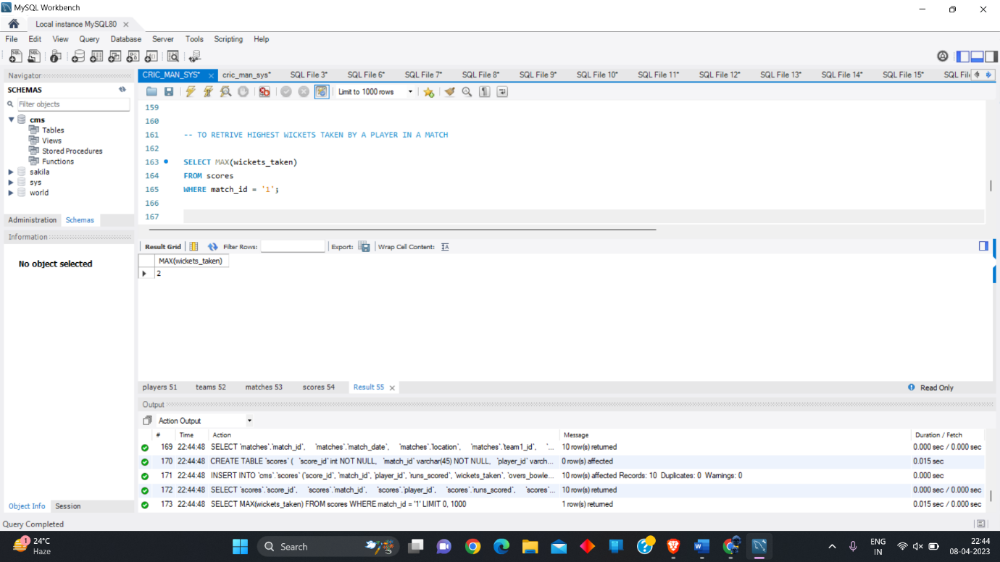 MySQL Workbench
Local instance MySQL80
File Edit View Query Database Server Tools Scripting Help
Navigator
SCHEMAS
Filter objects
cms
Tables
Views
Stored Procedures
Functions
sakila
sys
world
Administration Schemas
Information
No object selected
Object Info Session
CRIC_MAN_SYS* cric_man_sys* SQL File 3* SQL File 6* SQL File 7* SQL File 8* SQL File 9* SQL File 10* SQL File 11* SQL File 12* SQL File 13* SQL File 14* SQL File 15* SQL
Limit to 1000 rows
159
160
161 -- TO RETRIVE HIGHEST WICKETS TAKEN BY A PLAYER IN A MATCH
162
163 SELECT MAX(wickets_taken)
164 FROM scores
165 WHERE match_id = '1';
166
167
Result Grid Filter Rows: Export: Wrap Cell Content:
MAX(wickets_taken)
2
players 51 teams 52 matches 53 scores 54 Result 55 Read Only
Output
Action Output
# Time Action Message Duration / Fetch
169 22:44:48 SELECT `matches`.`match_id`, `matches`.`match_date`, `matches`.`location`, `matches`.`team1_id`, `... 10 row(s) returned 0.000 sec / 0.000 sec
170 22:44:48 CREATE TABLE `scores` ( `score_id` int NOT NULL, `match_id` varchar(45) NOT NULL, `player_id` varch... 0 row(s) affected 0.015 sec
171 22:44:48 INSERT INTO `cms`.`scores` (`score_id`, `match_id`, `player_id`, `runs_scored`, `wickets_taken`, `overs_bowle... 10 row(s) affected Records: 10 Duplicates: 0 Warnings: 0 0.000 sec
172 22:44:48 SELECT `scores`.`score_id`, `scores`.`match_id`, `scores`.`player_id`, `scores`.`runs_scored`, `scores`... 10 row(s) returned 0.000 sec / 0.000 sec
173 22:44:48 SELECT MAX(wickets_taken) FROM scores WHERE match_id = '1' LIMIT 0, 1000 1 row(s) returned 0.015 sec / 0.000 sec
Query Completed
1
24°C
Haze
Search
ENG
IN
22:44
08-04-2023